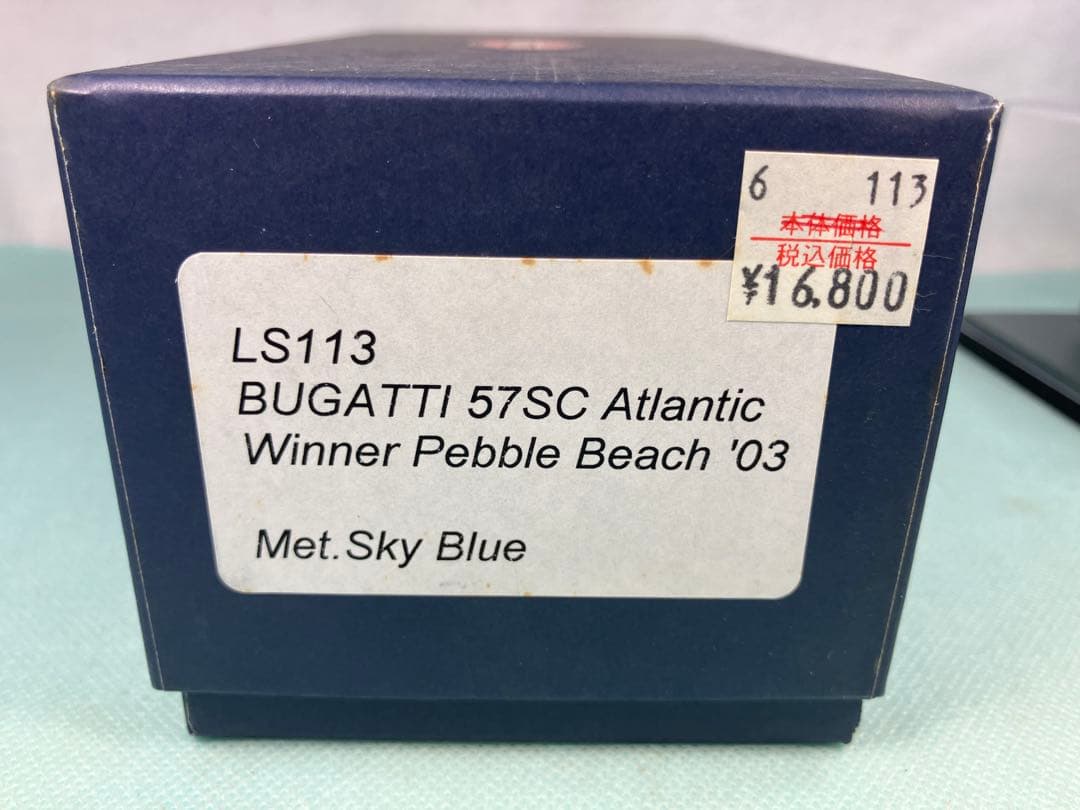 6 113
本体価格
税込価格
¥16,800
LS113
BUGATTI 57SC Atlantic
Winner Pebble Beach '03
Met. Sky Blue